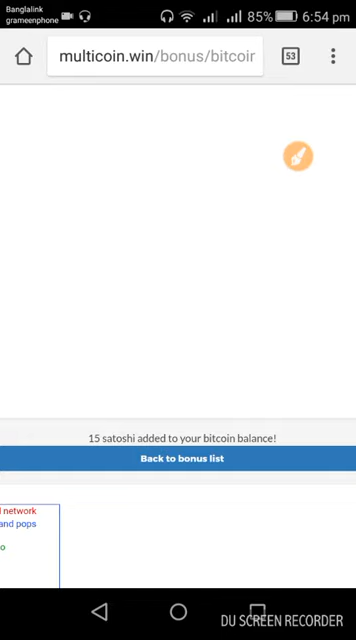 Banglalink
grameenphone
85%
6:54 pm
multicoin.win/bonus/bitcoin
53
15 satoshi added to your bitcoin balance!
Back to bonus list
l network
and pops
o
DU SCREEN RECORDER